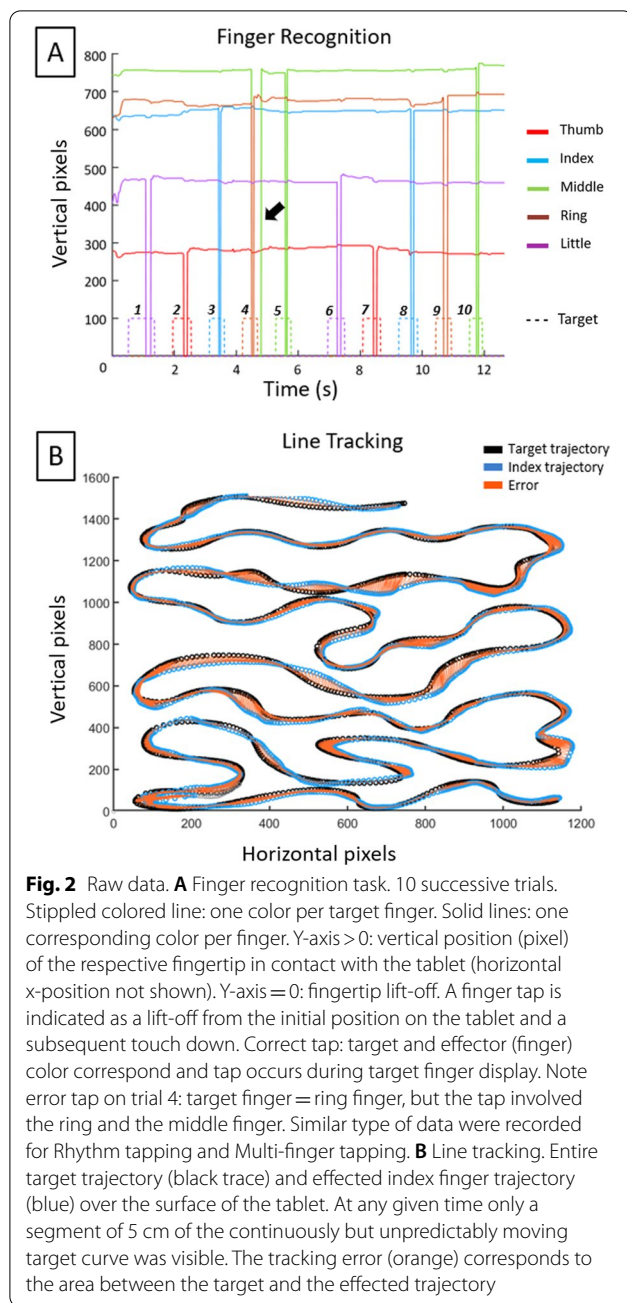 A
Finger Recognition
800
700
600
500
400
300
200
100
0
Vertical pixels
1 2 3 4 5 6 7 8 9 10
2 4 6 8 10 12
Time (s)
Thumb
Index
Middle
Ring
Little
Target
B
Line Tracking
Target trajectory
Index trajectory
Error
1600
1400
1200
1000
800
600
400
200
0
Vertical pixels
0 200 400 600 800 1000 1200
Horizontal pixels
Fig. 2 Raw data. A Finger recognition task. 10 successive trials.
Stippled colored line: one color per target finger. Solid lines: one
corresponding color per finger. Y-axis > 0: vertical position (pixel)
of the respective fingertip in contact with the tablet (horizontal
x-position not shown). Y-axis = 0: fingertip lift-off. A finger tap is
indicated as a lift-off from the initial position on the tablet and a
subsequent touch down. Correct tap: target and effector (finger)
color correspond and tap occurs during target finger display. Note
error tap on trial 4: target finger = ring finger, but the tap involved
the ring and the middle finger. Similar type of data were recorded
for Rhythm tapping and Multi-finger tapping. B Line tracking. Entire
target trajectory (black trace) and effected index finger trajectory
(blue) over the surface of the tablet. At any given time only a
segment of 5 cm of the continuously but unpredictably moving
target curve was visible. The tracking error (orange) corresponds to
the area between the target and the effected trajectory